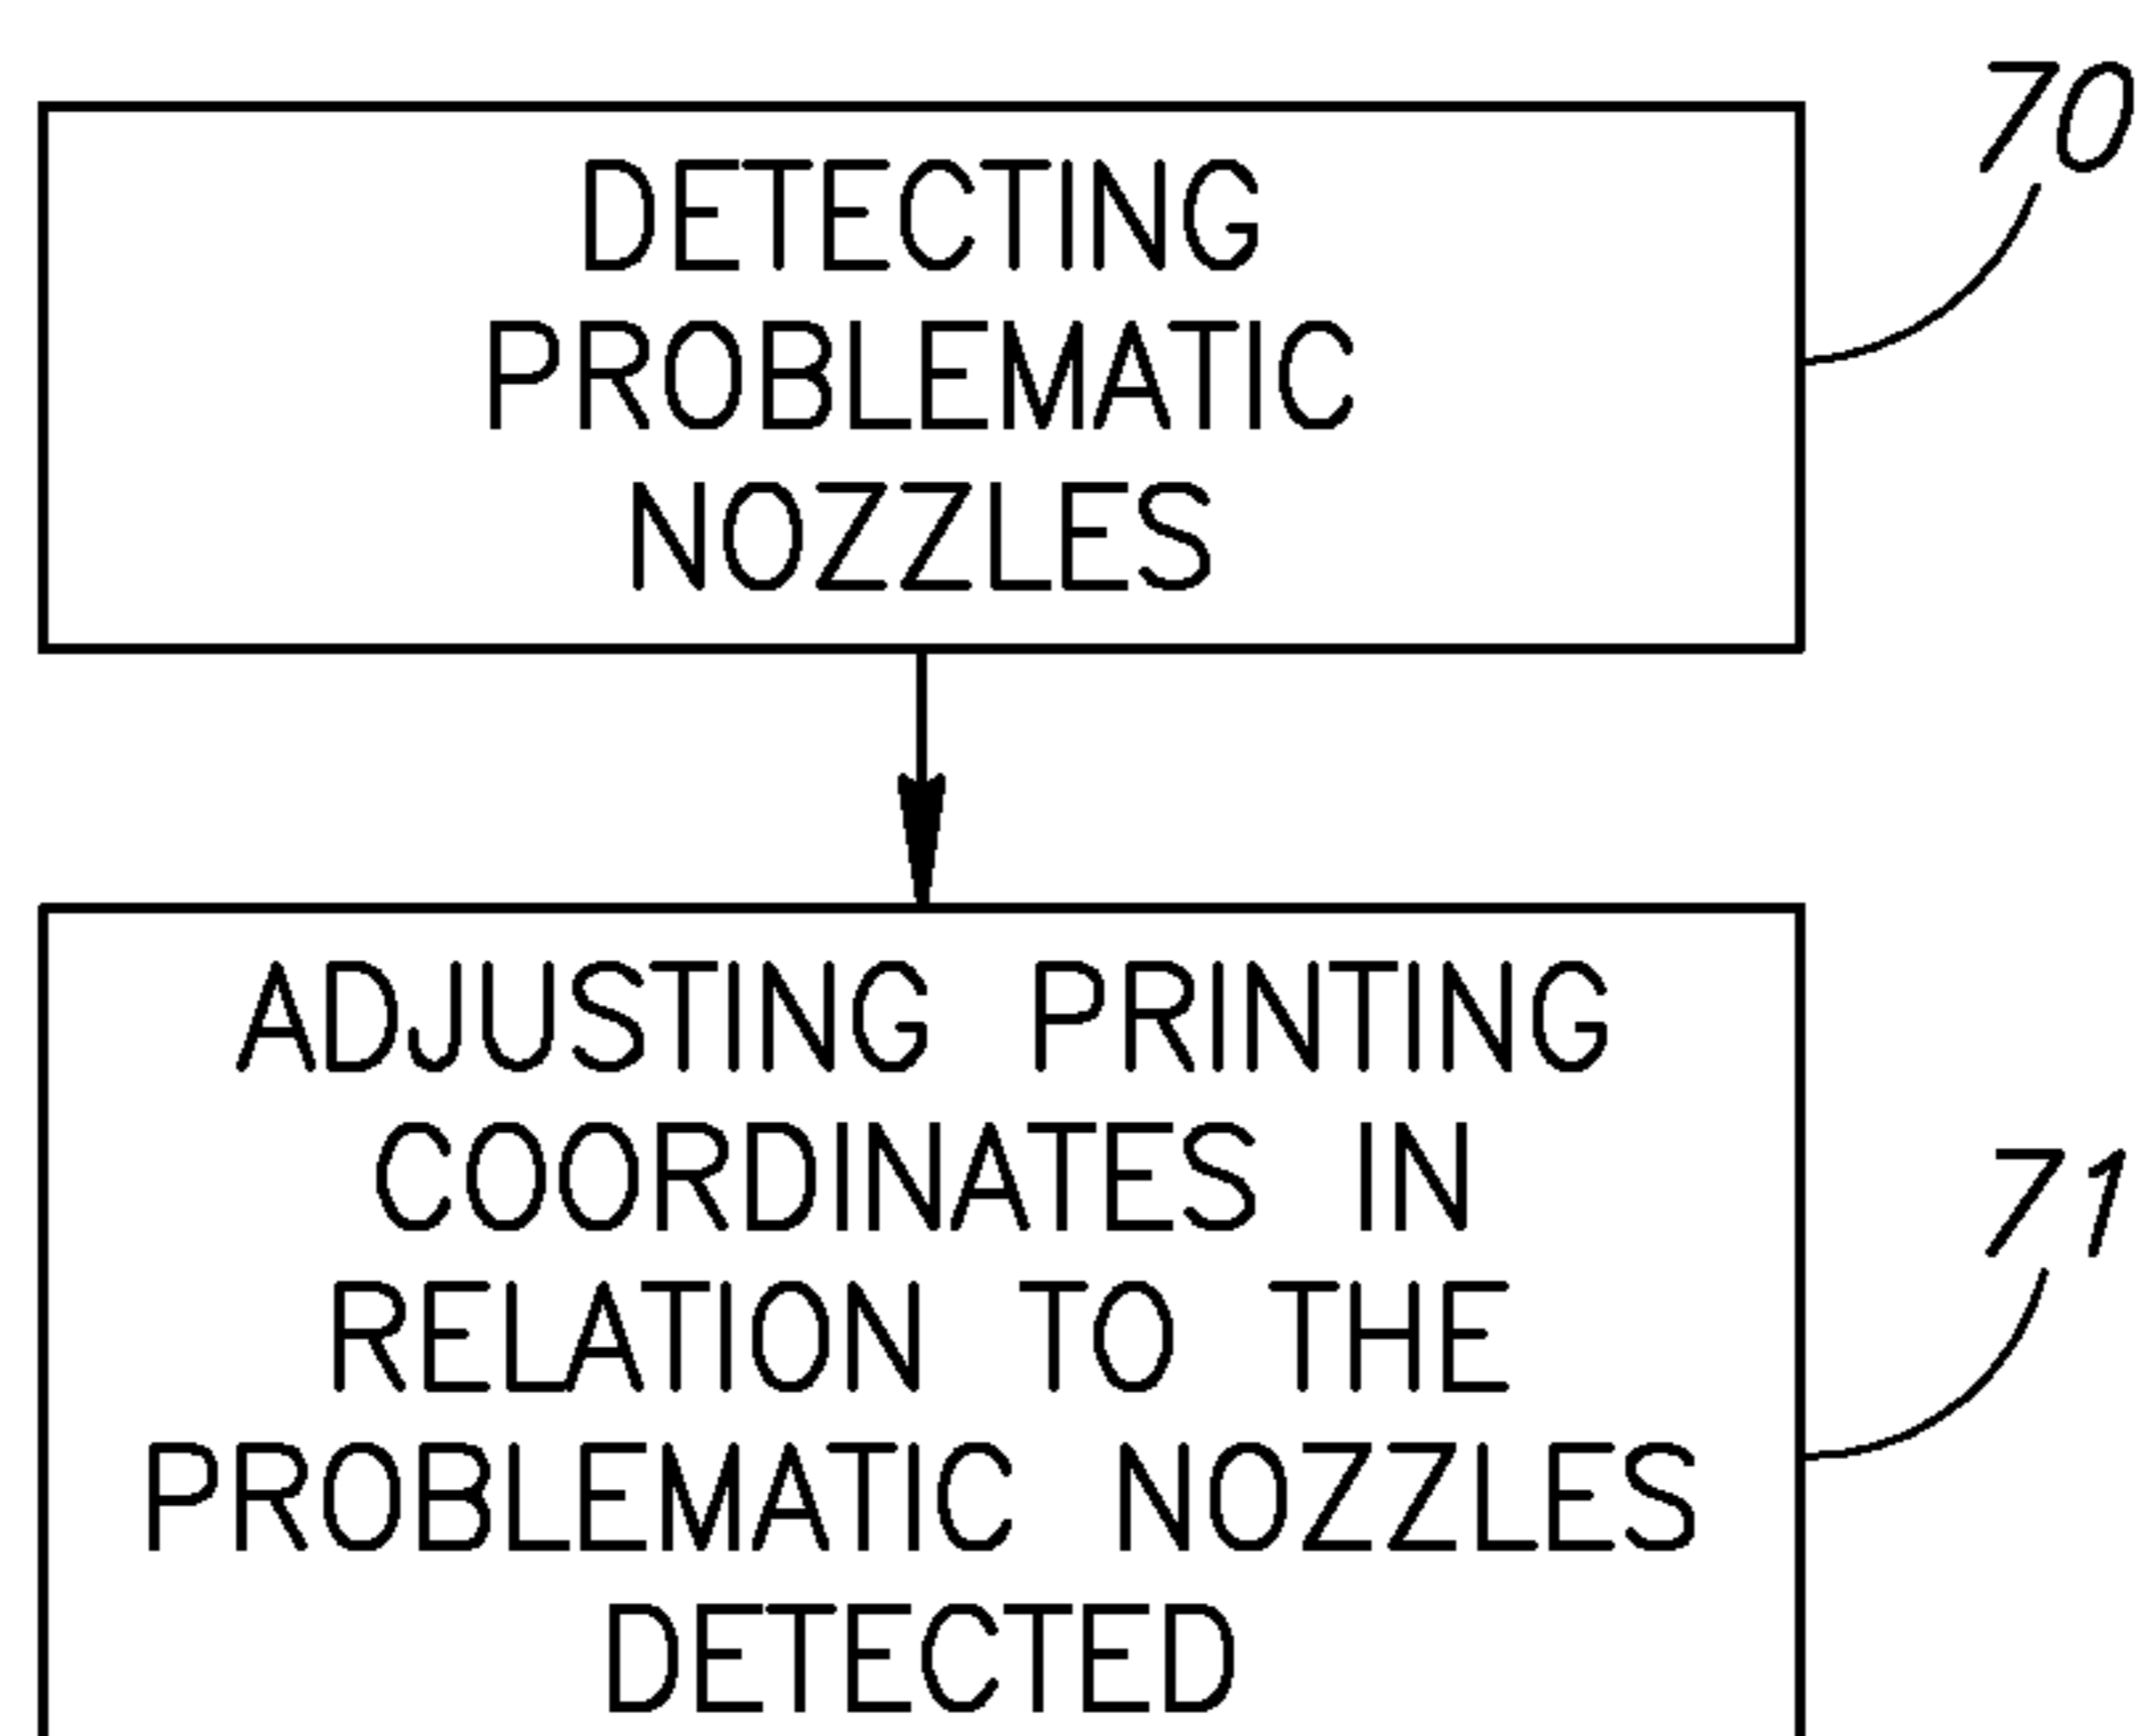 70
DETECTING
PROBLEMATIC
NOZZLES
ADJUSTING PRINTING
COORDINATES IN
RELATION TO THE
PROBLEMATIC NOZZLES
DETECTED
71